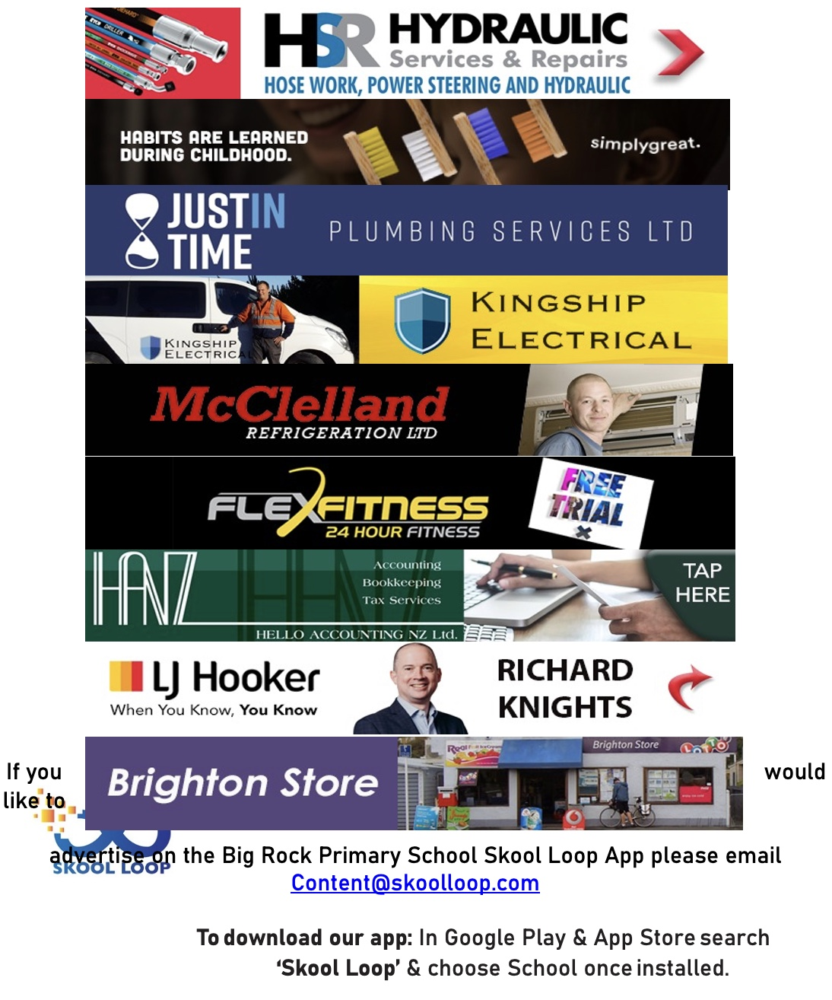 HSR HYDRAULIC
Services & Repairs
HOSE WORK, POWER STEERING AND HYDRAULIC
HABITS ARE LEARNED
DURING CHILDHOOD.
simplygreat.
JUSTIN
TIME
PLUMBING SERVICES LTD
KINGSHIP
ELECTRICAL
KINGSHIP
ELECTRICAL
McClelland
REFRIGERATION LTD
FLEXFITNESS
24 HOUR FITNESS
FREE
TRIAL
HANZ
Accounting
Bookkeeping
Tax Services
HELLO ACCOUNTING NZ Ltd.
TAP
HERE
LJ Hooker
When You Know, You Know
RICHARD
KNIGHTS
Brighton Store
Brighton Store
LOTTO
If you would
like to
SKOOL LOOP
advertise on the Big Rock Primary School Skool Loop App please email
Content@skoolloop.com
To download our app: In Google Play & App Store search
‘Skool Loop’ & choose School once installed.